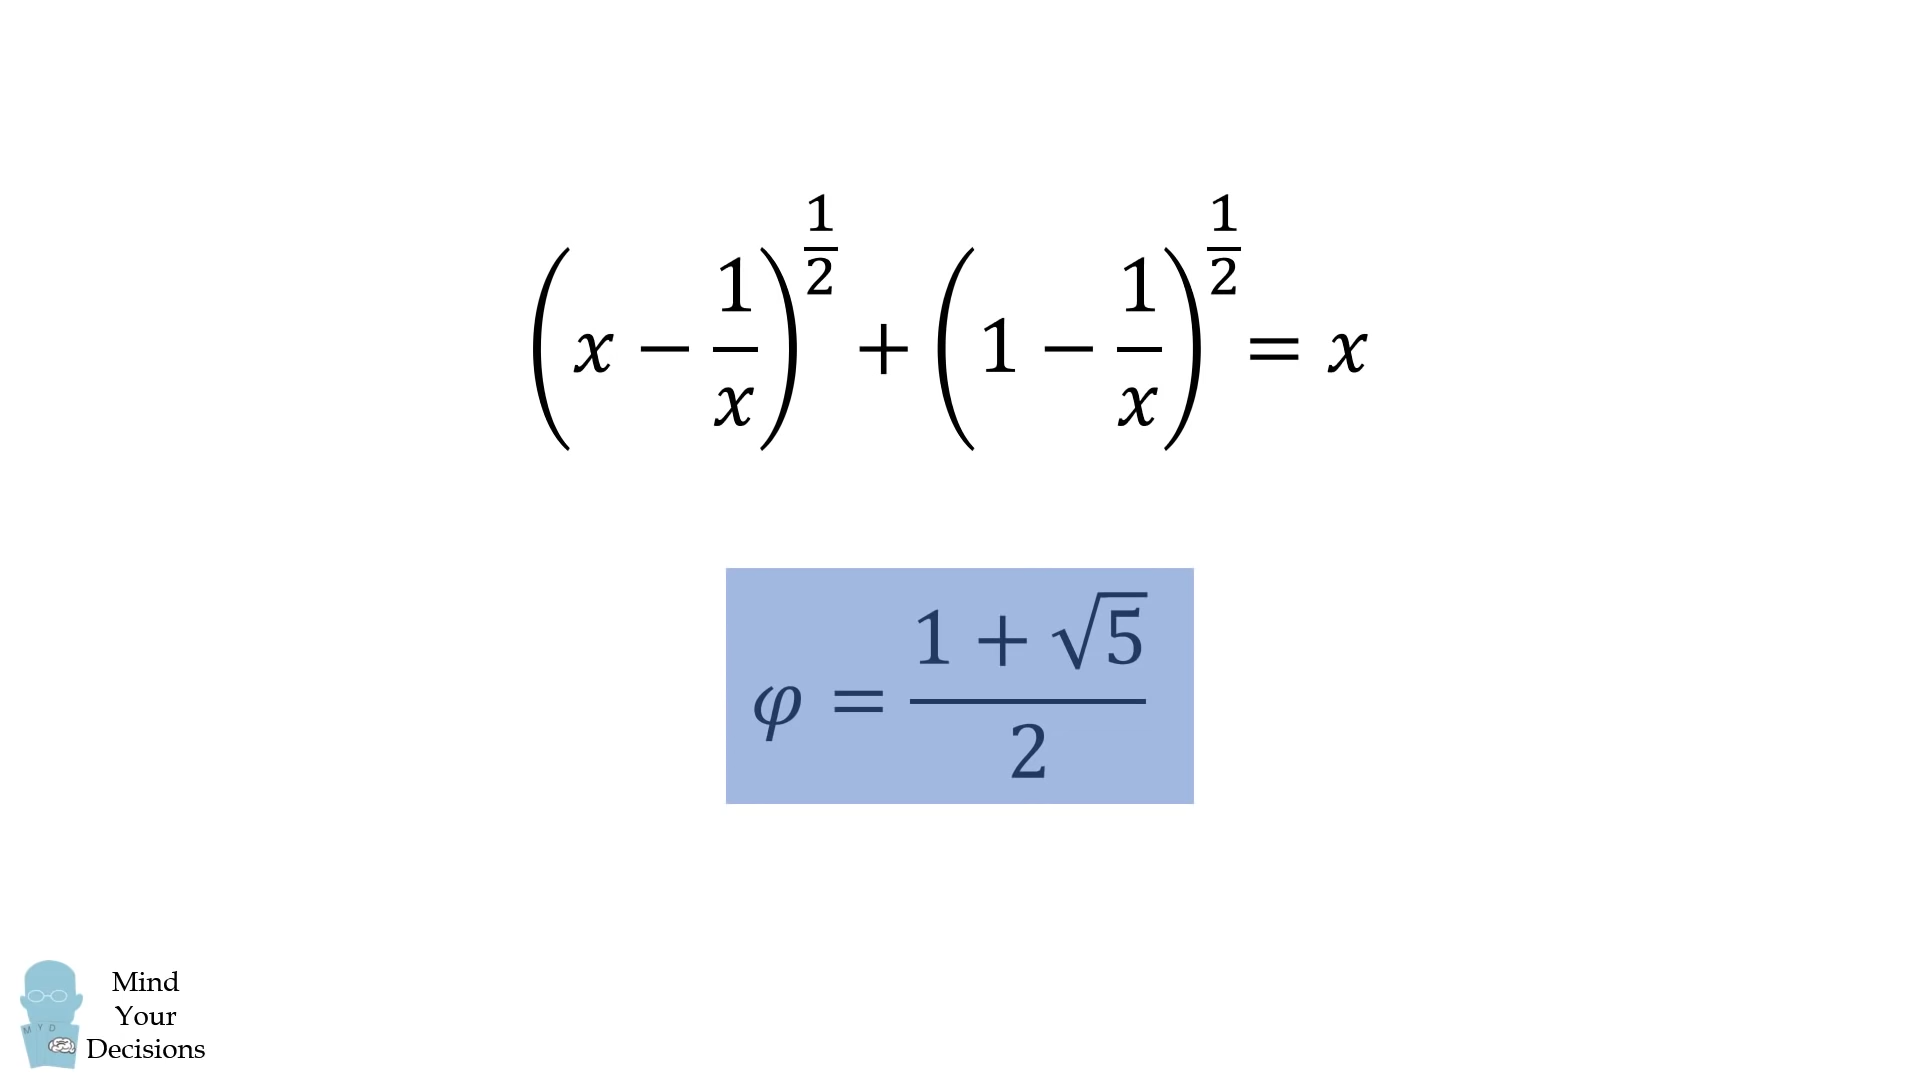 (x − 1/x)^(1/2) + (1 − 1/x)^(1/2) = x
φ = (1 + √5)/2
M Y D
Mind
Your
Decisions